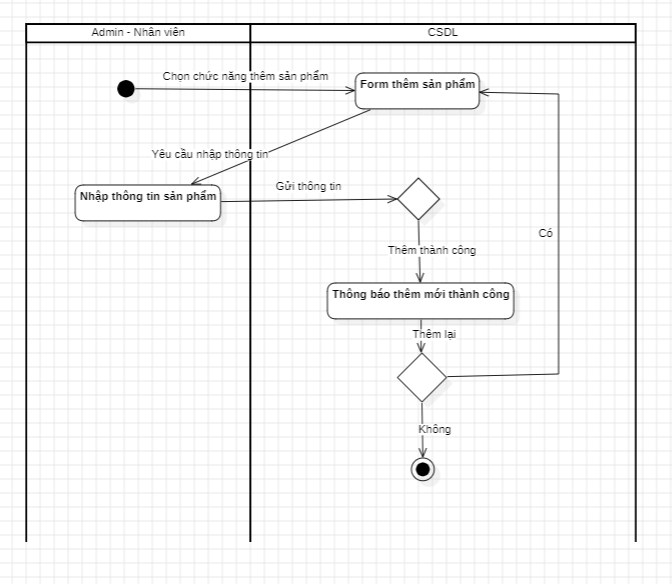 Admin - Nhân viên
CSDL
Chọn chức năng thêm sản phẩm
Form thêm sản phẩm
Yêu cầu nhập thông tin
Nhập thông tin sản phẩm
Gửi thông tin
Có
Thêm thành công
Thông báo thêm mới thành công
Thêm lại
Không